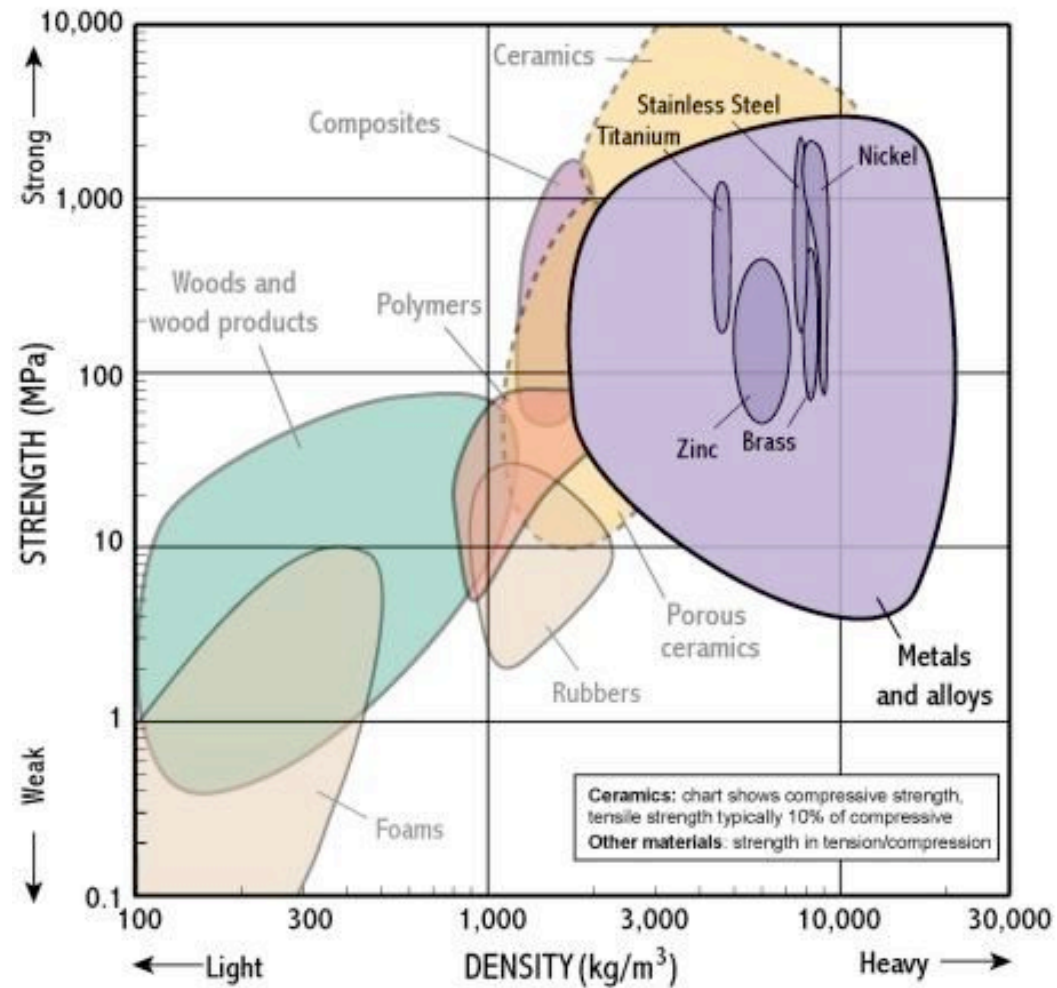 10,000
Ceramics
Strong
Stainless Steel
Composites
Titanium
Nickel
1,000
Woods and
wood products
Polymers
STRENGTH (MPa)
100
Zinc
Brass
10
Porous
ceramics
Metals
and alloys
Rubbers
1
Weak
Ceramics: chart shows compressive strength,
tensile strength typically 10% of compressive
Other materials: strength in tension/compression
Foams
0.1
100
300
1,000
3,000
10,000
30,000
Light
DENSITY (kg/m³)
Heavy